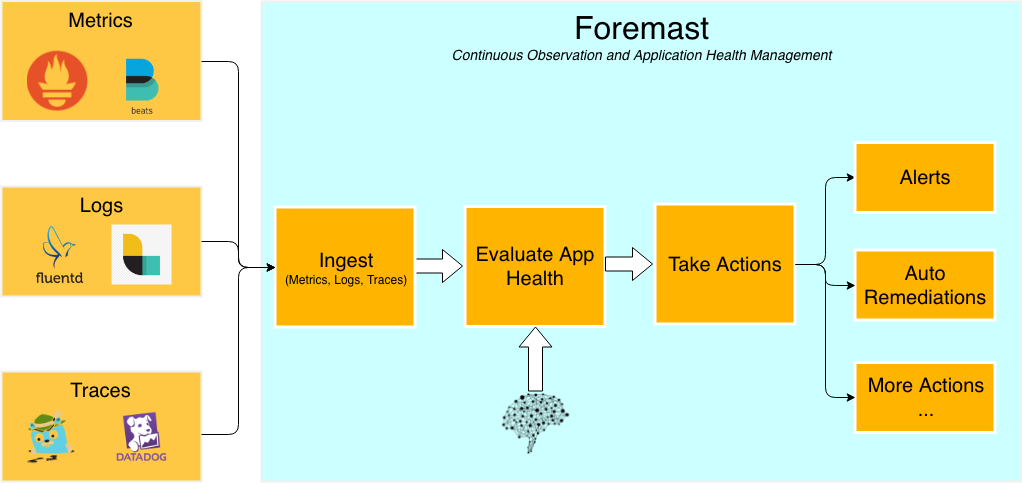 Metrics
beats
Logs
fluentd
Traces
DATADOG
Foremast
Continuous Observation and Application Health Management
Ingest
(Metrics, Logs, Traces)
Evaluate App
Health
Take Actions
Alerts
Auto
Remediations
More Actions
...